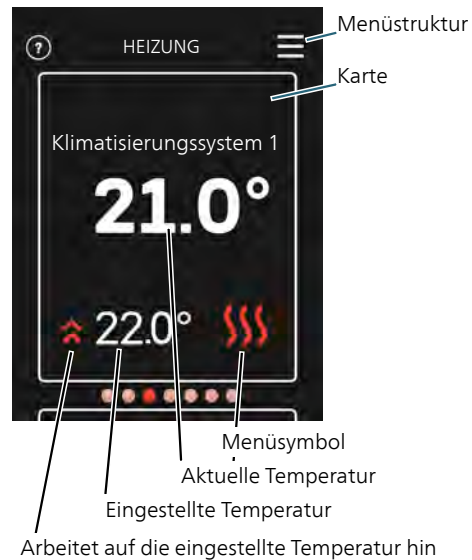 Menüstruktur
? HEIZUNG
Karte
Klimatisierungssystem 1
21.0°
22.0°
Menüsymbol
Aktuelle Temperatur
Eingestellte Temperatur
Arbeitet auf die eingestellte Temperatur hin